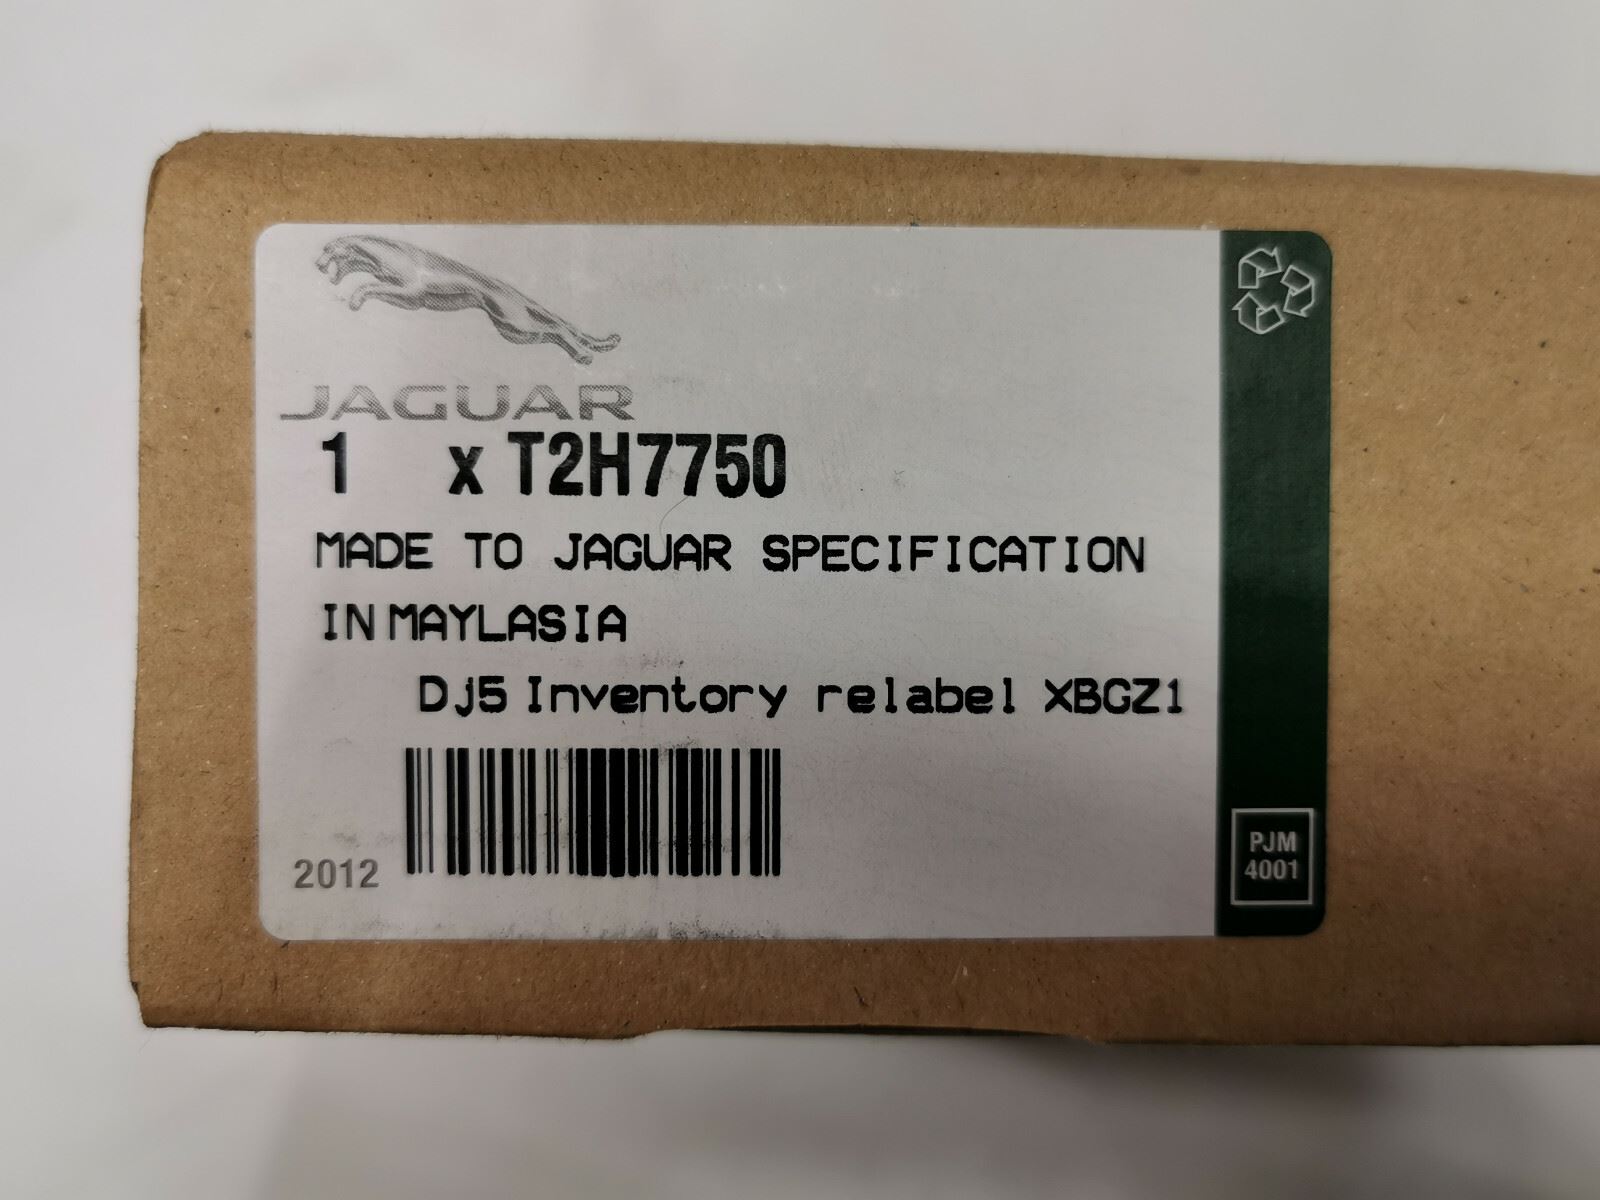 JAGUAR
1 x T2H7750
MADE TO JAGUAR SPECIFICATION
IN MAYLASIA
Dj5 Inventory relabel XBGZ1
2012
PJM
4001